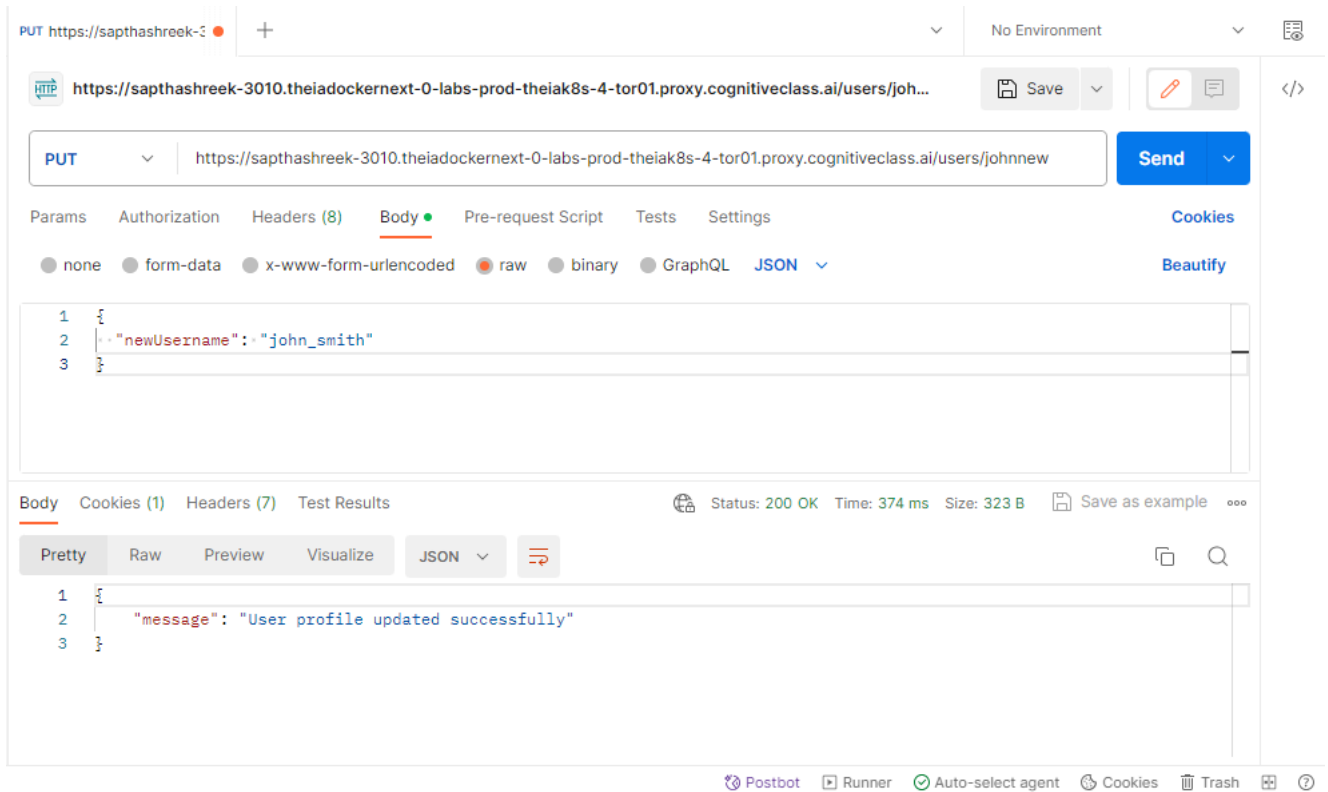 PUT https://sapthashreek-3 No Environment
https://sapthashreek-3010.theiadockernext-0-labs-prod-theiak8s-4-tor01.proxy.cognitiveclass.ai/users/joh... Save </>
HTTP
PUT https://sapthashreek-3010.theiadockernext-0-labs-prod-theiak8s-4-tor01.proxy.cognitiveclass.ai/users/johnnew Send
Params Authorization Headers (8) Body Pre-request Script Tests Settings Cookies
none form-data x-www-form-urlencoded raw binary GraphQL JSON Beautify
1 {
2 "newUsername": "john_smith"
3 }
Body Cookies (1) Headers (7) Test Results Status: 200 OK Time: 374 ms Size: 323 B Save as example
Pretty Raw Preview Visualize JSON
1 {
2 "message": "User profile updated successfully"
3 }
Postbot Runner Auto-select agent Cookies Trash